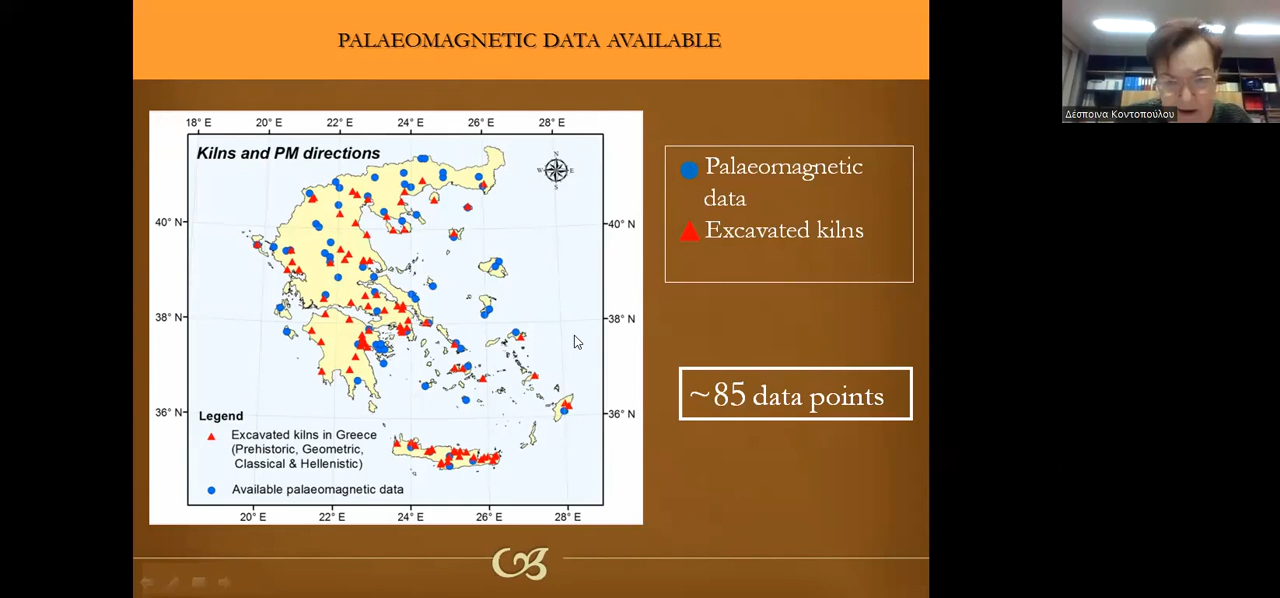 PALAEOMAGNETIC DATA AVAILABLE
18° E 20° E 22° E 24° E 26° E 28° E
Kilns and PM directions
N
W E
S
40° N 40° N
38° N 38° N
36° N 36° N
Legend
Excavated kilns in Greece
(Prehistoric, Geometric,
Classical & Hellenistic)
Available palaeomagnetic data
20° E 22° E 24° E 26° E 28° E
Palaeomagnetic
data
Excavated kilns
~85 data points
Δέσποινα Κοντοπούλου